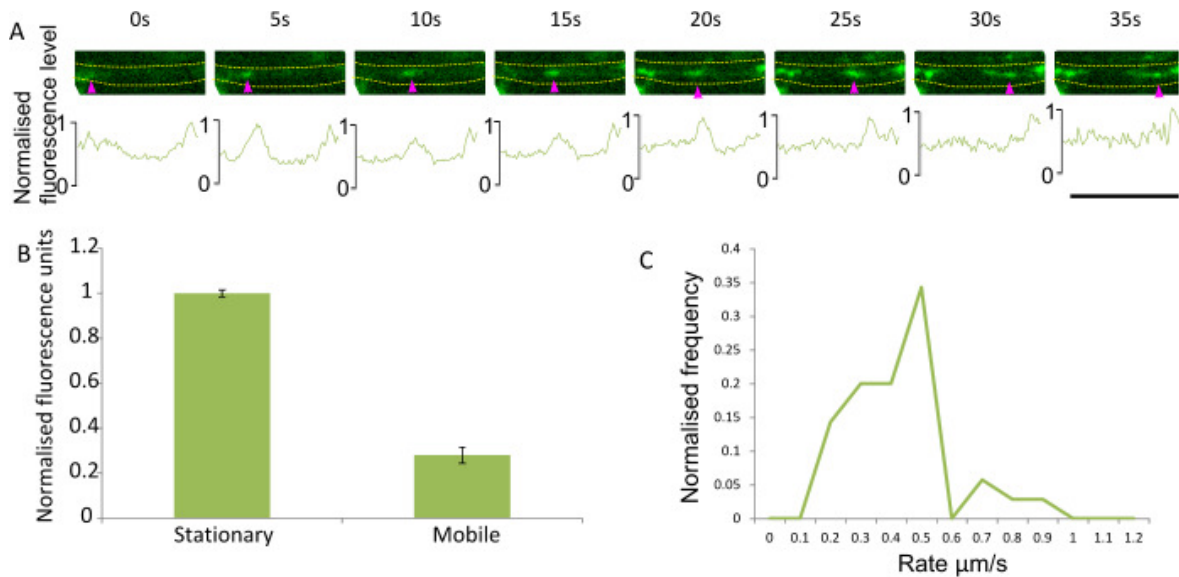 A
0s 5s 10s 15s 20s 25s 30s 35s
Normalised
fluorescence level
1 1 1 1 1 1 1 1
0 0 0 0 0 0 0 0
B
Normalised fluorescence units
1.2
1
0.8
0.6
0.4
0.2
0
Stationary Mobile
C
Normalised frequency
0.4
0.35
0.3
0.25
0.2
0.15
0.1
0.05
0
0 0.1 0.2 0.3 0.4 0.5 0.6 0.7 0.8 0.9 1 1.1 1.2
Rate µm/s